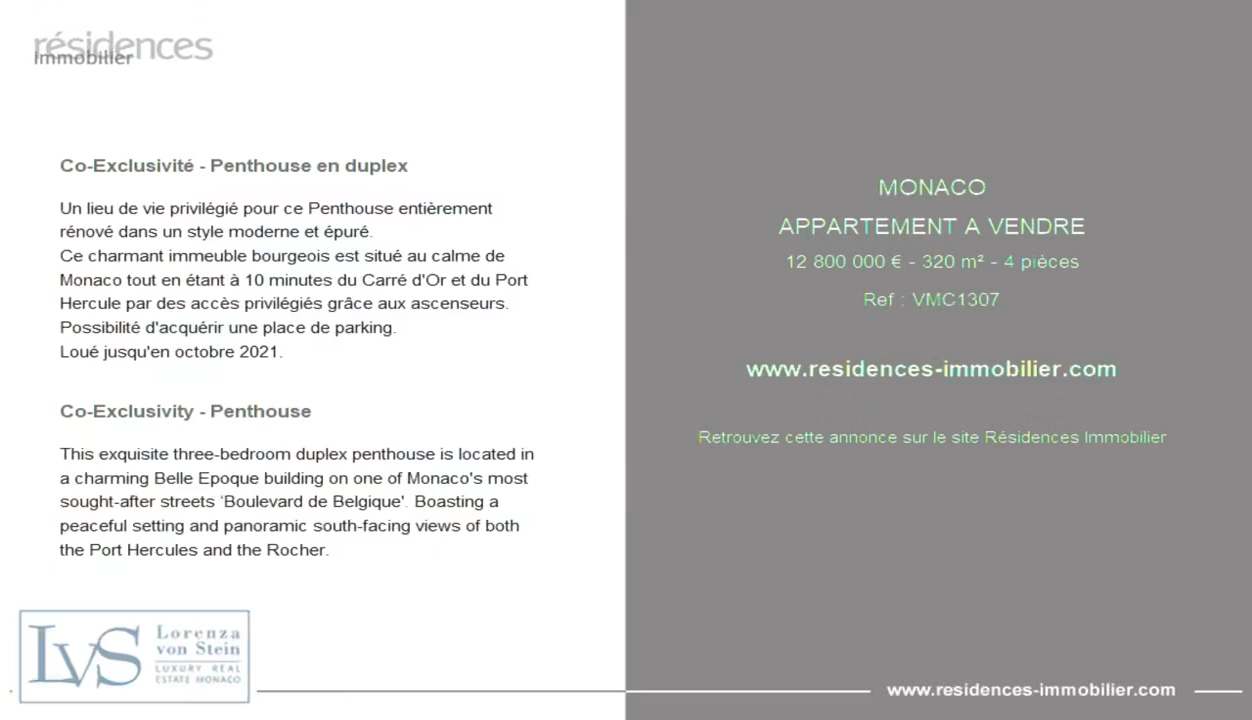 résidences
immobilier
Co-Exclusivité - Penthouse en duplex
Un lieu de vie privilégié pour ce Penthouse entièrement
rénové dans un style moderne et épuré.
Ce charmant immeuble bourgeois est situé au calme de
Monaco tout en étant à 10 minutes du Carré d'Or et du Port
Hercule par des accès privilégiés grâce aux ascenseurs.
Possibilité d'acquérir une place de parking.
Loué jusqu'en octobre 2021.
Co-Exclusivity - Penthouse
This exquisite three-bedroom duplex penthouse is located in
a charming Belle Epoque building on one of Monaco's most
sought-after streets ‘Boulevard de Belgique'. Boasting a
peaceful setting and panoramic south-facing views of both
the Port Hercules and the Rocher.
LvS
Lorenza
von Stein
LUXURY REAL
ESTATE MONACO
MONACO
APPARTEMENT A VENDRE
12 800 000 € - 320 m² - 4 pièces
Ref : VMC1307
www.residences-immobilier.com
Retrouvez cette annonce sur le site Résidences Immobilier
www.residences-immobilier.com